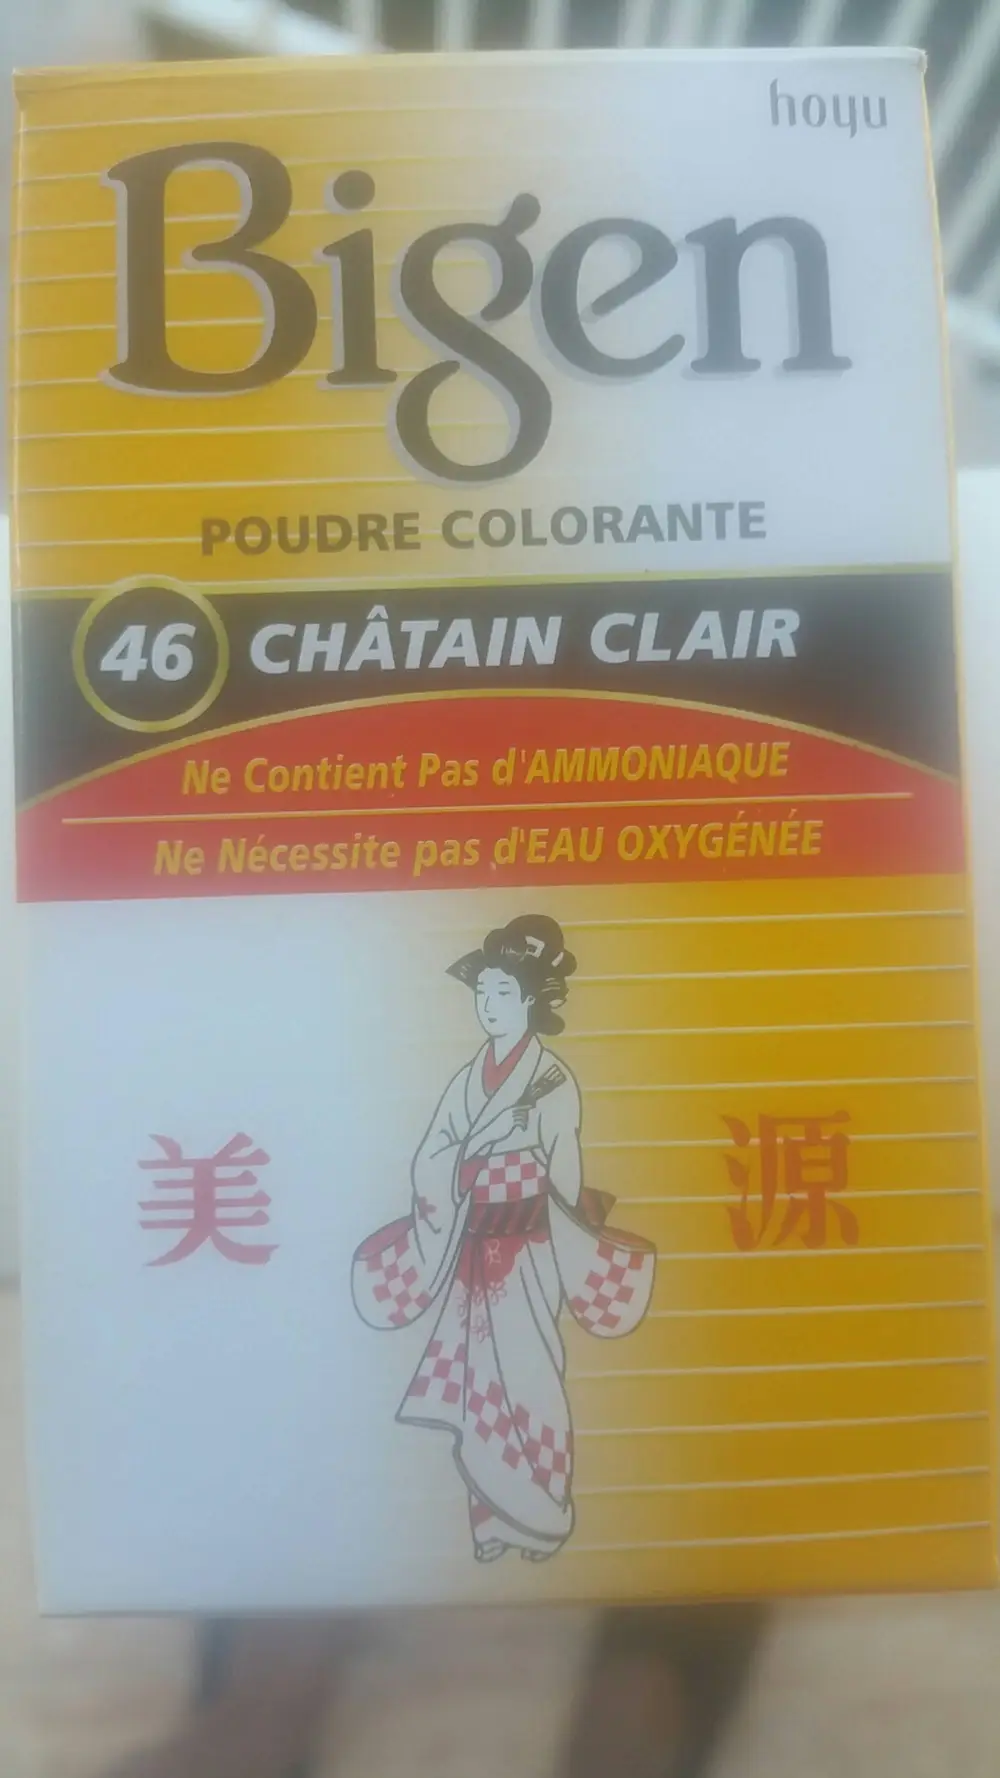 hoyu
Bigen
POUDRE COLORANTE
46 CHÂTAIN CLAIR
Ne Contient Pas d'AMMONIAQUE
Ne Nécessite pas d'EAU OXYGÉNÉE
美 源